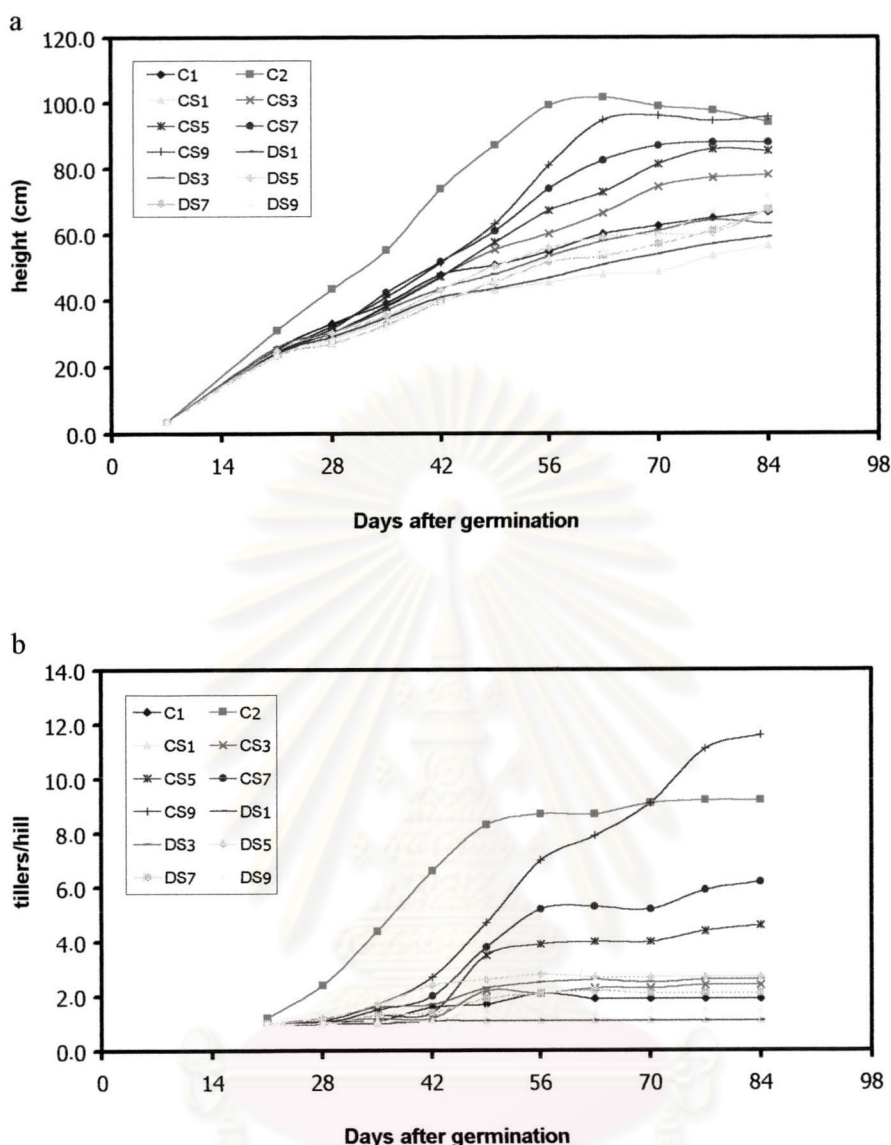 a
120.0
100.0
80.0
60.0
40.0
20.0
0.0
height (cm)
C1 C2
CS1 CS3
CS5 CS7
CS9 DS1
DS3 DS5
DS7 DS9
0 14 28 42 56 70 84 98
Days after germination
b
14.0
12.0
10.0
8.0
6.0
4.0
2.0
0.0
tillers/hill
C1 C2
CS1 CS3
CS5 CS7
CS9 DS1
DS3 DS5
DS7 DS9
0 14 28 42 56 70 84 98
Days after germination